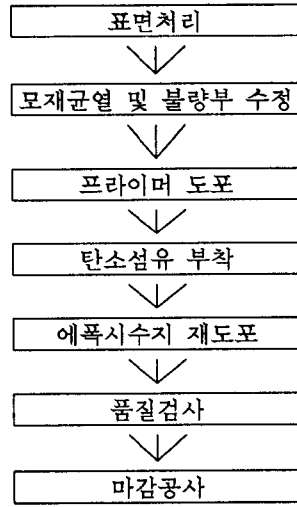 표면처리
모재균열 및 불량부 수정
프라이머 도포
탄소섬유 부착
에폭시수지 재도포
품질검사
마감공사